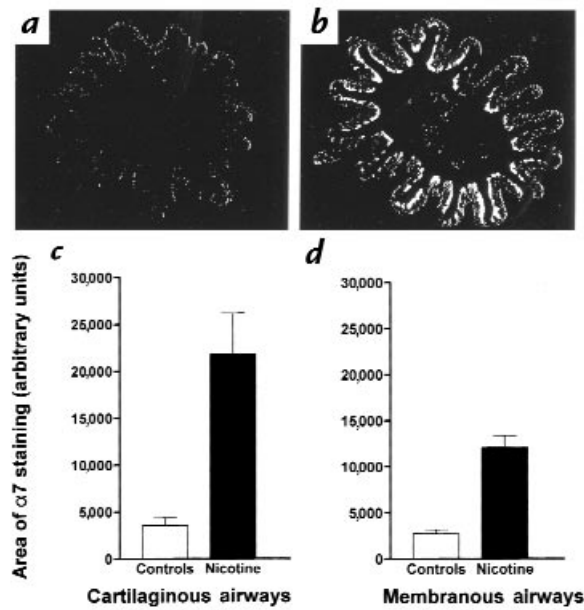 a
b
c
d
Area of α7 staining (arbitrary units)
30,000
25,000
20,000
15,000
10,000
5,000
0
Controls Nicotine
Cartilaginous airways
30,000
25,000
20,000
15,000
10,000
5,000
0
Controls Nicotine
Membranous airways